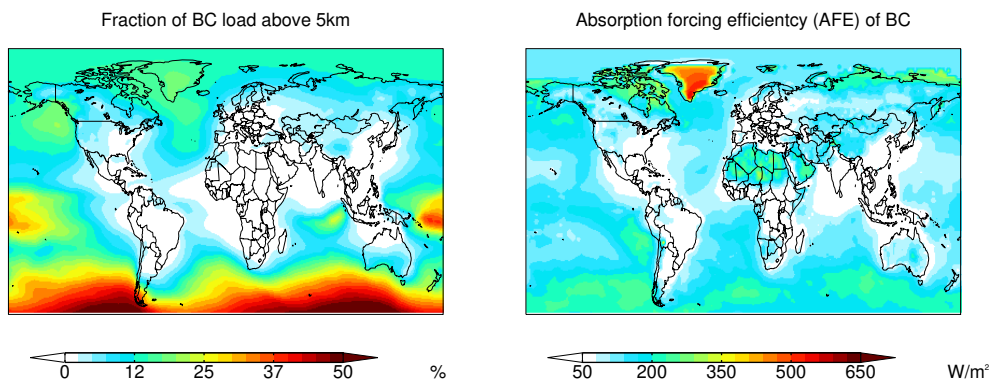 Fraction of BC load above 5km
Absorption forcing efficientcy (AFE) of BC
0 12 25 37 50 %
50 200 350 500 650 W/m²